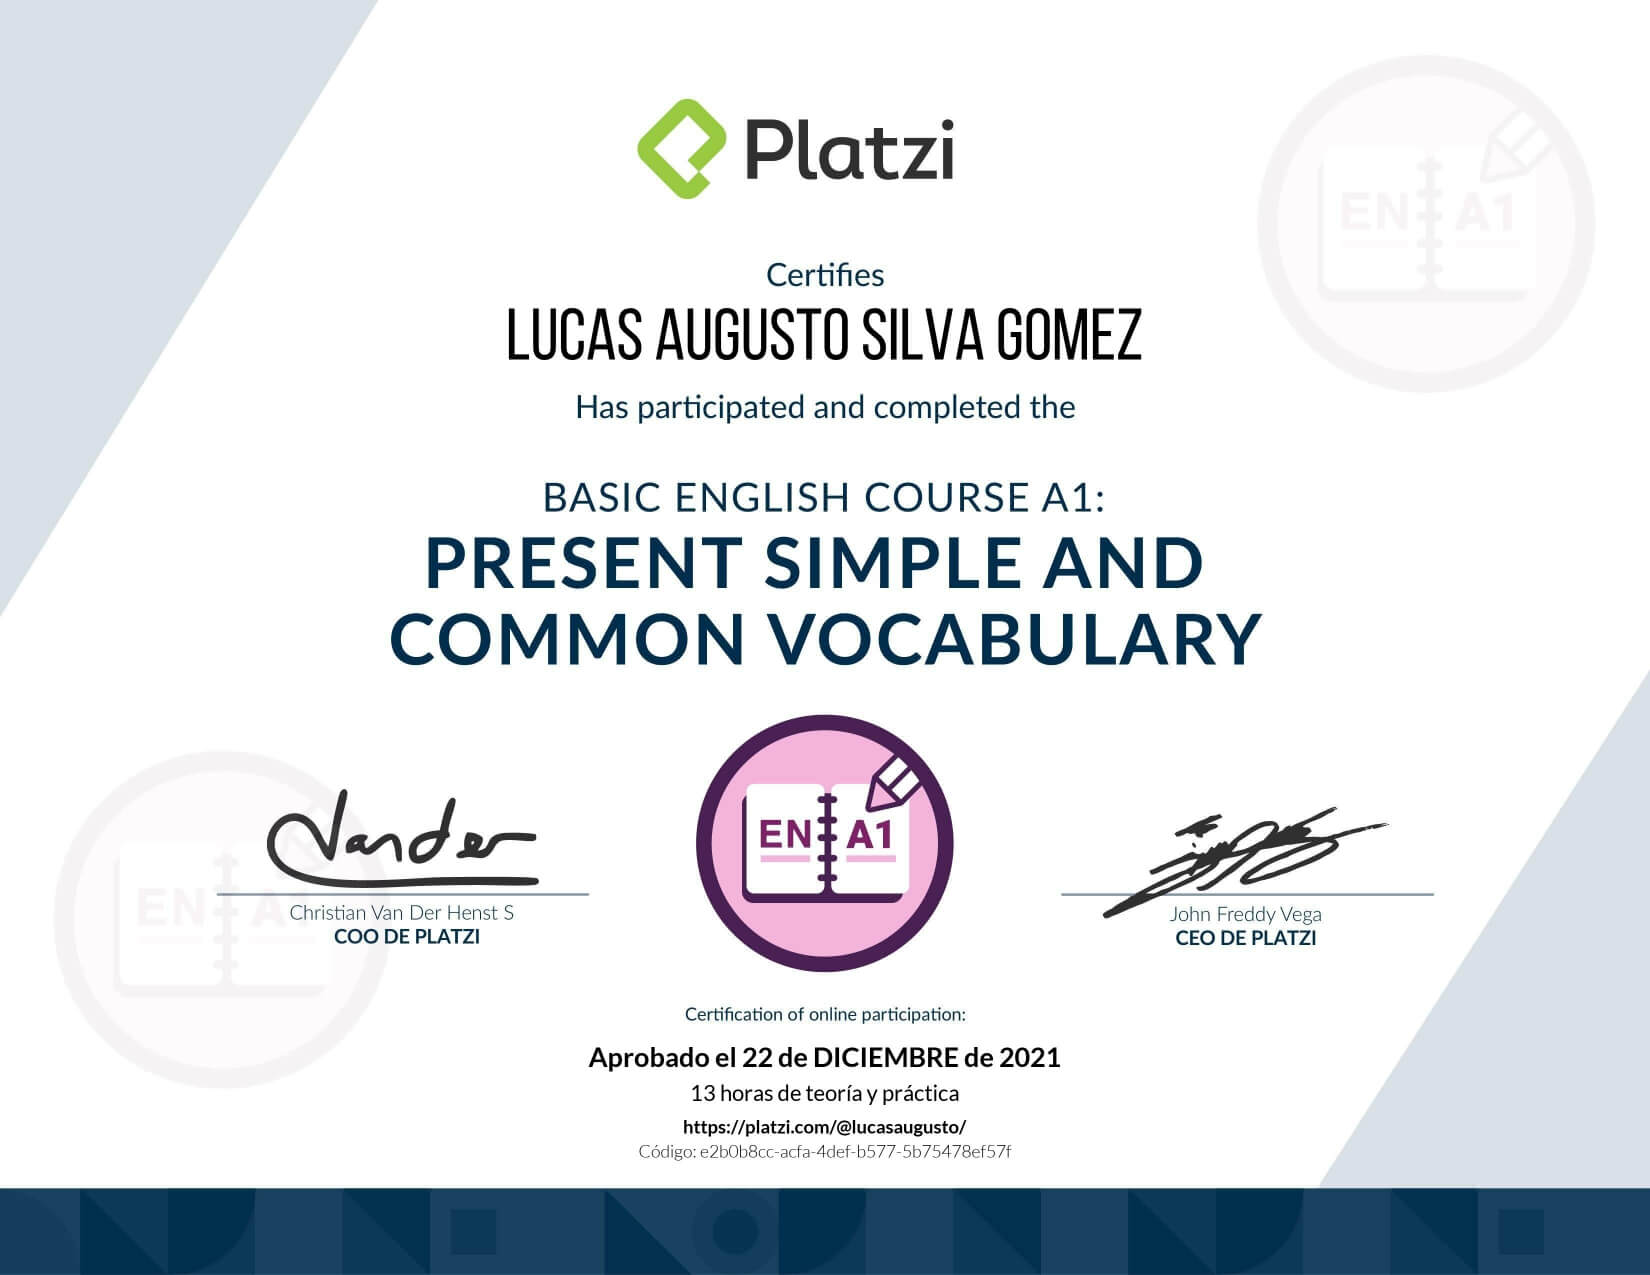 Platzi
EN A1
Certifies
LUCAS AUGUSTO SILVA GOMEZ
Has participated and completed the
BASIC ENGLISH COURSE A1:
PRESENT SIMPLE AND
COMMON VOCABULARY
Vander
EN A1
EN A1
Christian Van Der Henst S
COO DE PLATZI
John Freddy Vega
CEO DE PLATZI
Certification of online participation:
Aprobado el 22 de DICIEMBRE de 2021
13 horas de teoría y práctica
https://platzi.com/@lucasaugusto/
Código: e2b0b8cc-acfa-4def-b577-5b75478ef57f